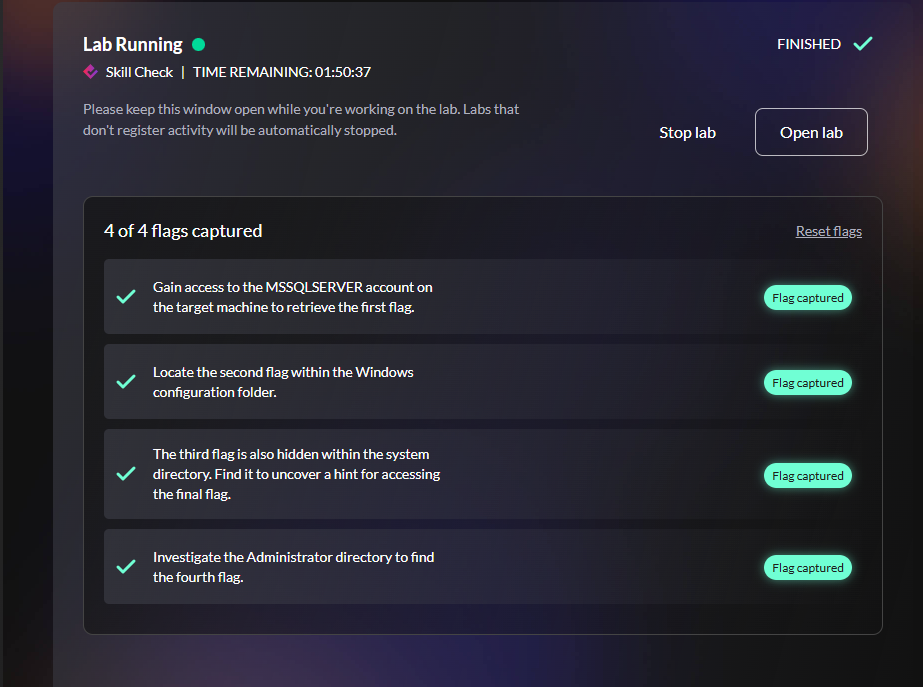 Lab Running
FINISHED
Skill Check | TIME REMAINING: 01:50:37
Please keep this window open while you're working on the lab. Labs that
don't register activity will be automatically stopped.
Stop lab
Open lab
4 of 4 flags captured
Reset flags
Gain access to the MSSQLSERVER account on
the target machine to retrieve the first flag.
Flag captured
Locate the second flag within the Windows
configuration folder.
Flag captured
The third flag is also hidden within the system
directory. Find it to uncover a hint for accessing
the final flag.
Flag captured
Investigate the Administrator directory to find
the fourth flag.
Flag captured